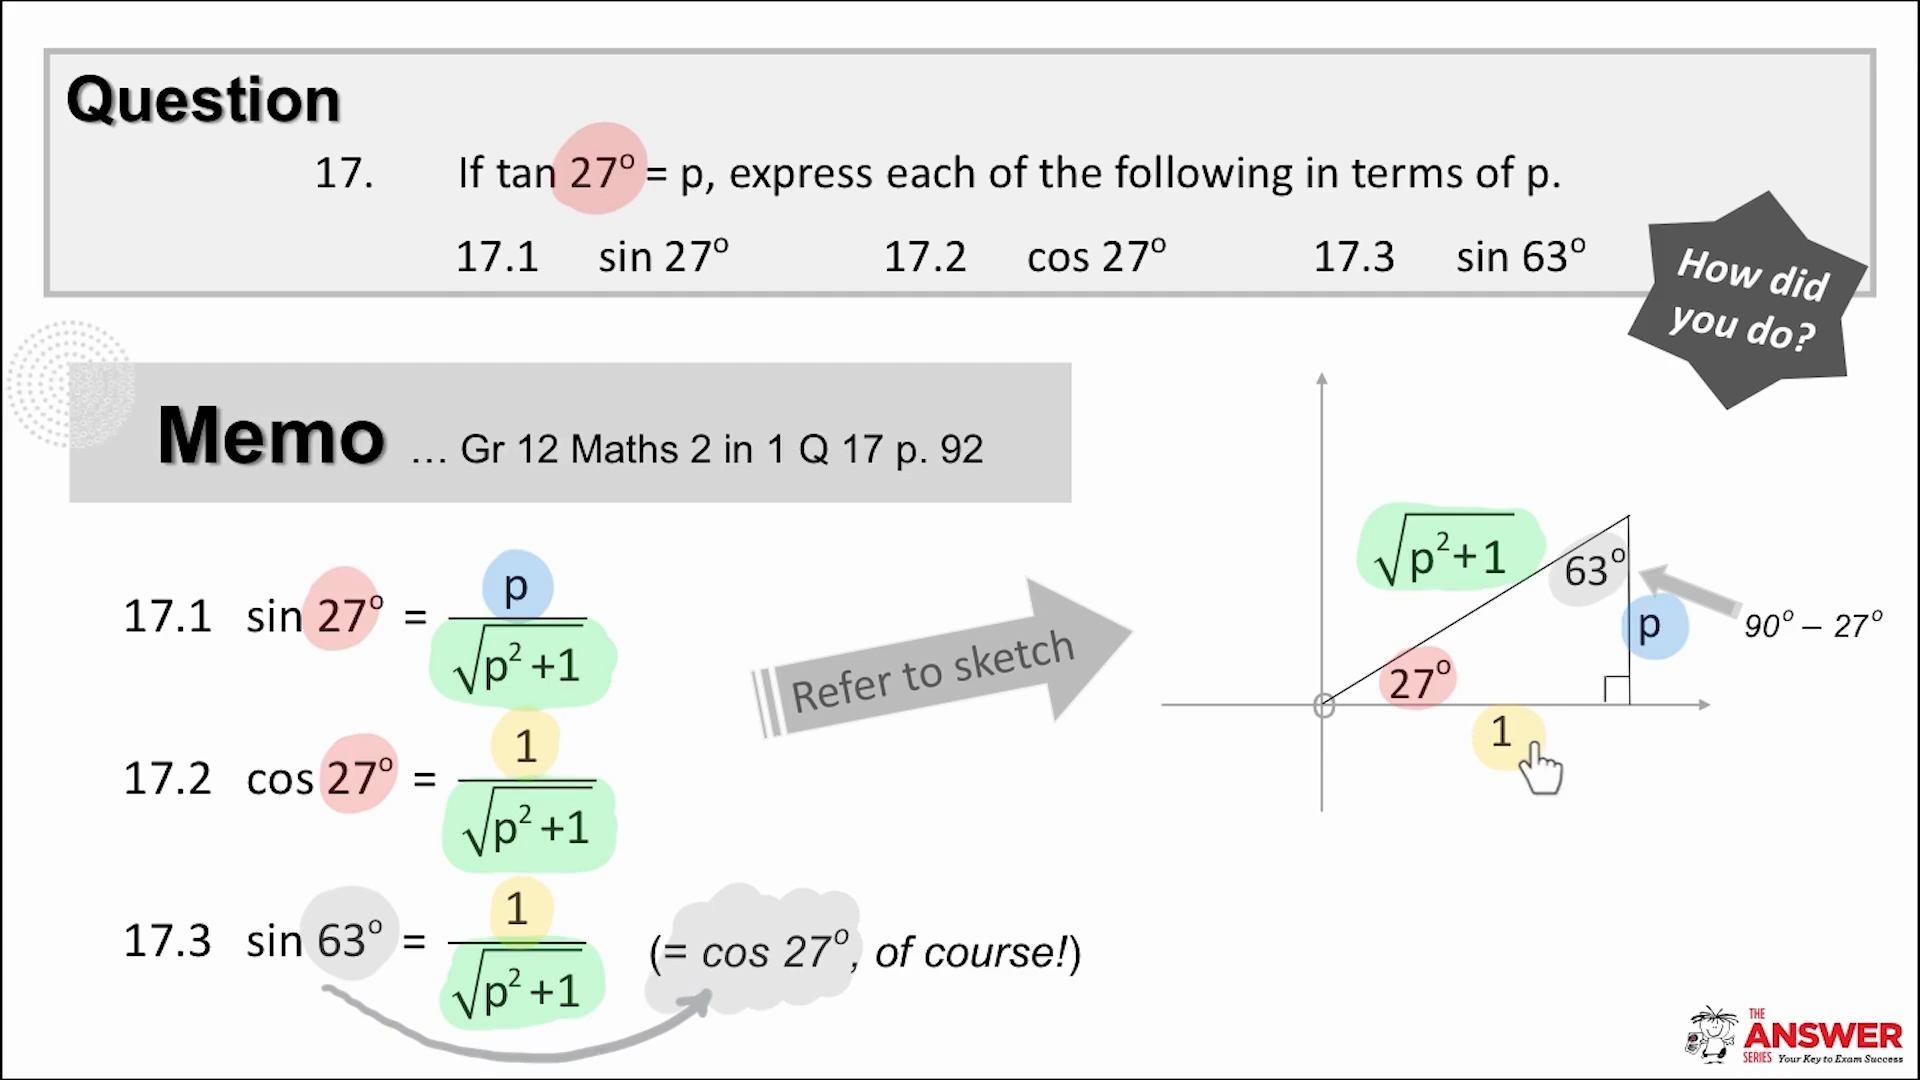 Question
17. If tan 27° = p, express each of the following in terms of p.
17.1 sin 27° 17.2 cos 27° 17.3 sin 63°
How did
you do?
Memo … Gr 12 Maths 2 in 1 Q 17 p. 92
17.1 sin 27° = p / √(p² +1)
17.2 cos 27° = 1 / √(p² +1)
17.3 sin 63° = 1 / √(p² +1) (= cos 27°, of course!)
Refer to sketch
√(p²+1)
63°
p
90° – 27°
27°
O
1
THE
ANSWER
SERIES Your Key to Exam Success